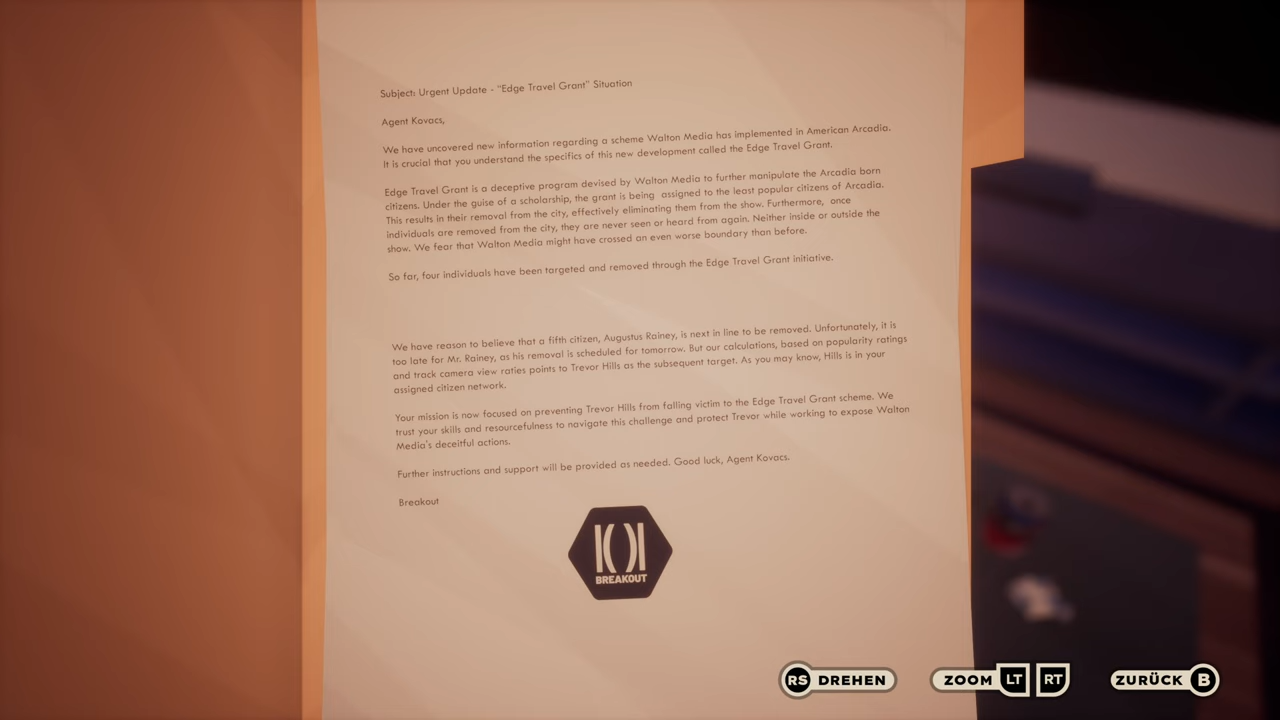 Subject: Urgent Update - "Edge Travel Grant" Situation
Agent Kovacs,
We have uncovered new information regarding a scheme Walton Media has implemented in American Arcadia.
It is crucial that you understand the specifics of this new development called the Edge Travel Grant.
Edge Travel Grant is a deceptive program devised by Walton Media to further manipulate the Arcadia born
citizens. Under the guise of a scholarship, the grant is being assigned to the least popular citizens of Arcadia.
This results in their removal from the city, effectively eliminating them from the show. Furthermore, once
individuals are removed from the city, they are never seen or heard from again. Neither inside or outside the
show. We fear that Walton Media might have crossed an even worse boundary than before.
So far, four individuals have been targeted and removed through the Edge Travel Grant initiative.
We have reason to believe that a fifth citizen, Augustus Rainey, is next in line to be removed. Unfortunately, it is
too late for Mr. Rainey, as his removal is scheduled for tomorrow. But our calculations, based on popularity ratings
and track camera view raties points to Trevor Hills as the subsequent target. As you may know, Hills is in your
assigned citizen network.
Your mission is now focused on preventing Trevor Hills from falling victim to the Edge Travel Grant scheme. We
trust your skills and resourcefulness to navigate this challenge and protect Trevor while working to expose Walton
Media's deceitful actions.
Further instructions and support will be provided as needed. Good luck, Agent Kovacs.
Breakout
BREAKOUT
RS DREHEN ZOOM LT RT ZURÜCK B